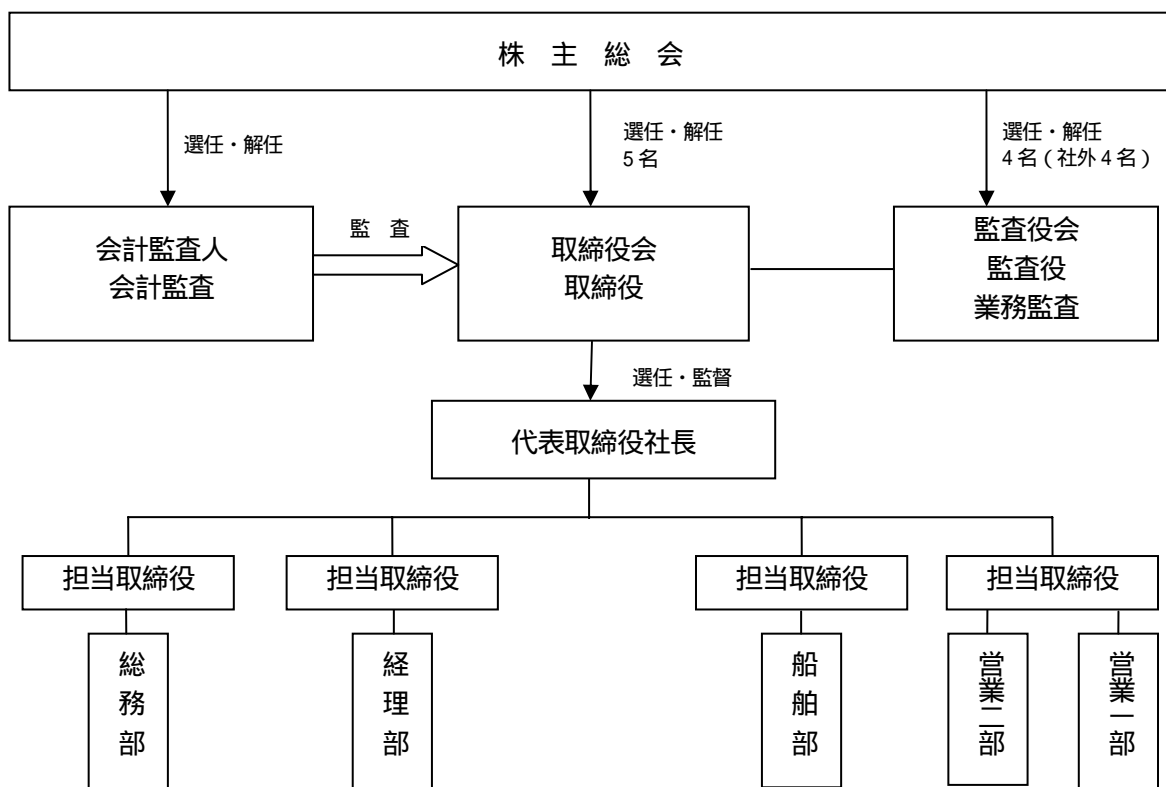 株 主 総 会
選任・解任
選任・解任
5 名
選任・解任
4 名 ( 社外 4 名 )
会計監査人
会計監査
監 査
取締役会
取締役
監査役会
監査役
業務監査
選任・監督
代表取締役社長
担当取締役
担当取締役
担当取締役
担当取締役
総務部
経理部
船舶部
営業二部
営業一部